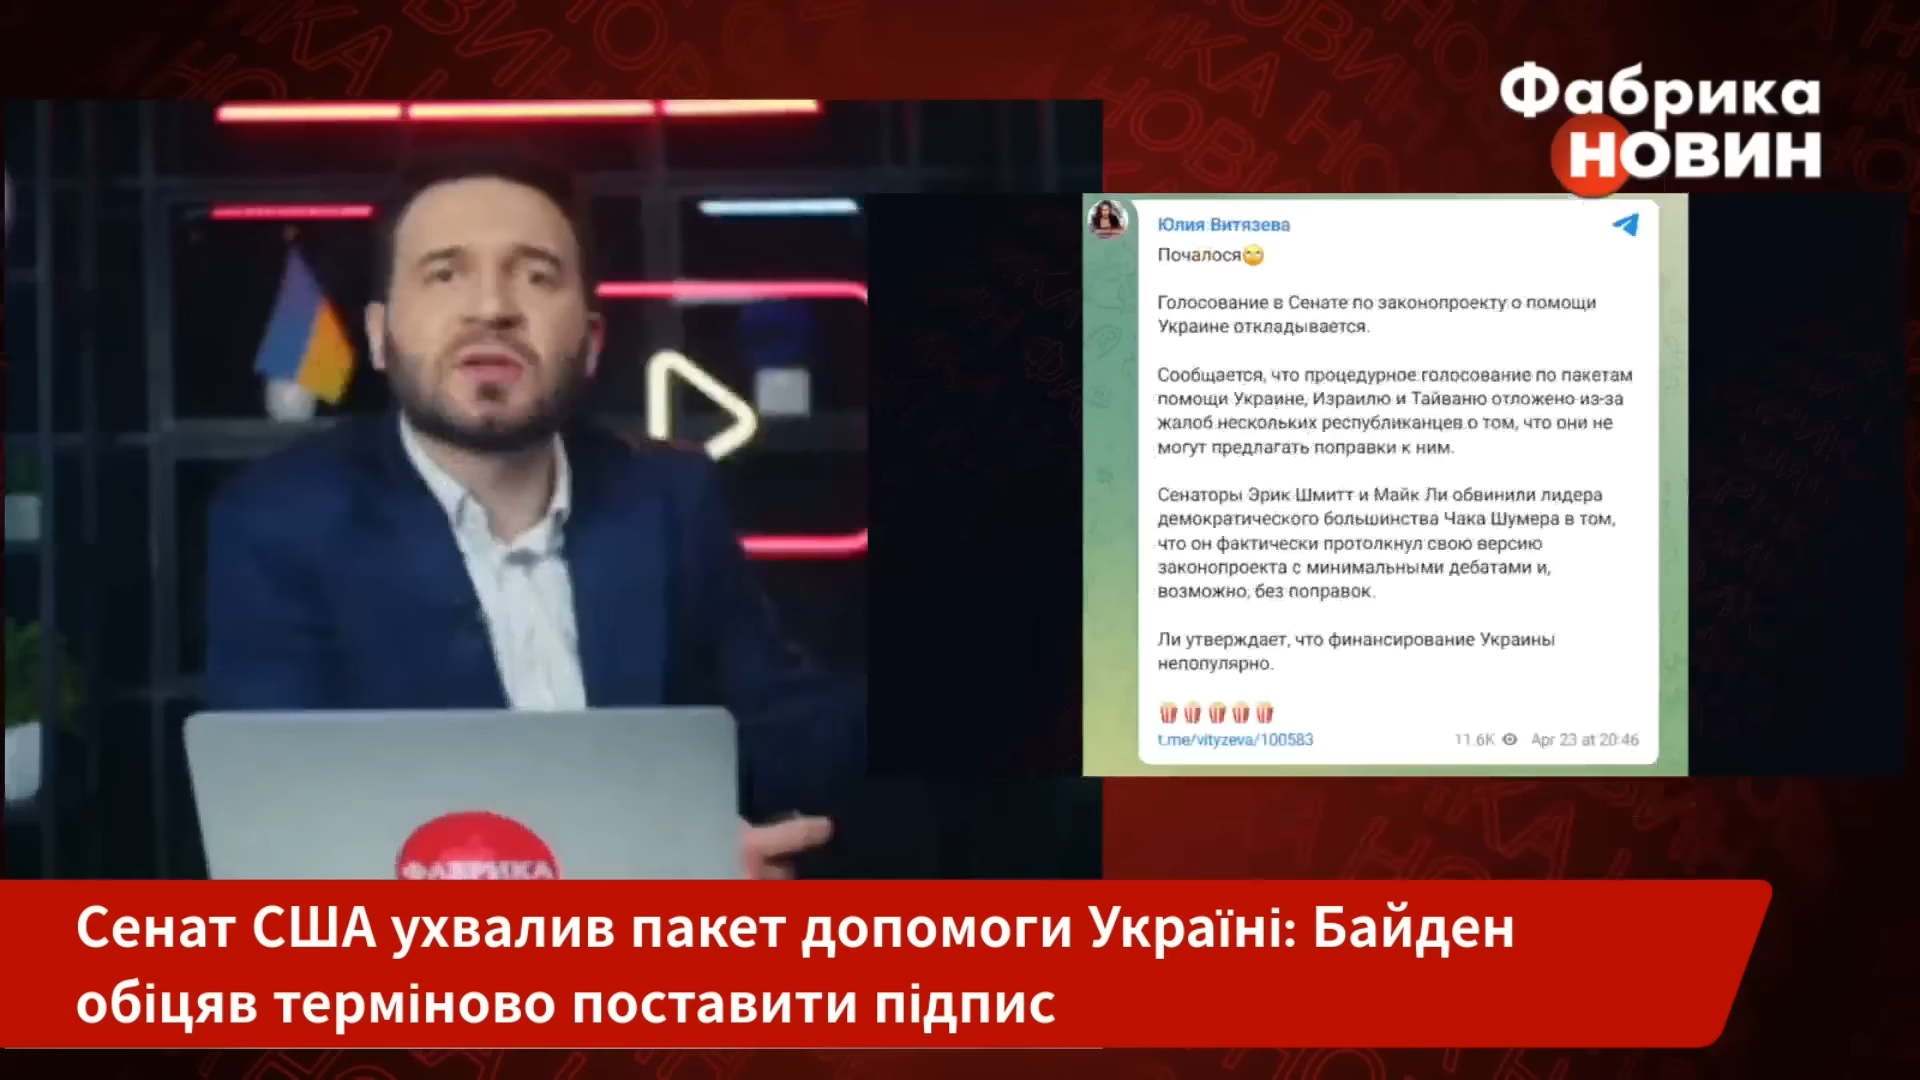 Фабрика
НОВИН
Юлия Витязева
Почалося🙄
Голосование в Сенате по законопроекту о помощи
Украине откладывается.
Сообщается, что процедурное голосование по пакетам
помощи Украине, Израилю и Тайваню отложено из-за
жалоб нескольких республиканцев о том, что они не
могут предлагать поправки к ним.
Сенаторы Эрик Шмитт и Майк Ли обвинили лидера
демократического большинства Чака Шумера в том,
что он фактически протолкнул свою версию
законопроекта с минимальными дебатами и,
возможно, без поправок.
Ли утверждает, что финансирование Украины
непопулярно.
🍿🍿🍿🍿🍿
t.me/vityzeva/100583 11.6K Apr 23 at 20:46
ФАБРИКА
Сенат США ухвалив пакет допомоги Україні: Байден
обіцяв терміново поставити підпис